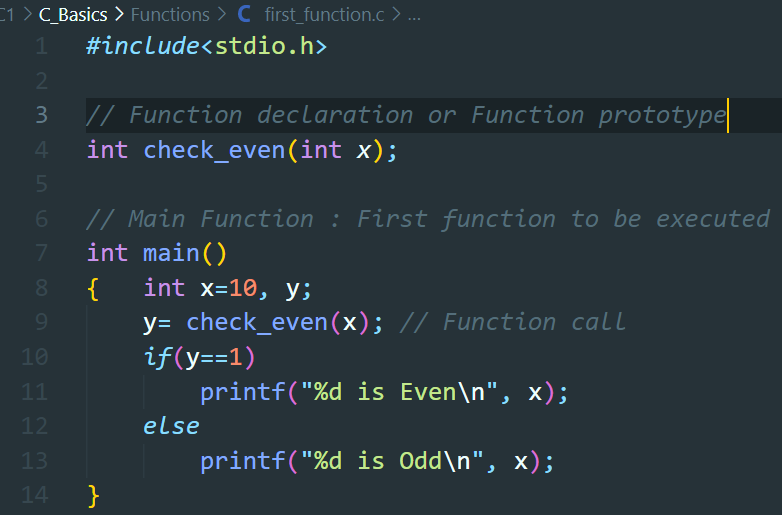 C1 > C_Basics > Functions > C first_function.c > ...
1 #include<stdio.h>
2
3 // Function declaration or Function prototype
4 int check_even(int x);
5
6 // Main Function : First function to be executed
7 int main()
8 {   int x=10, y;
9     y= check_even(x); // Function call
10     if(y==1)
11         printf("%d is Even\n", x);
12     else
13         printf("%d is Odd\n", x);
14 }